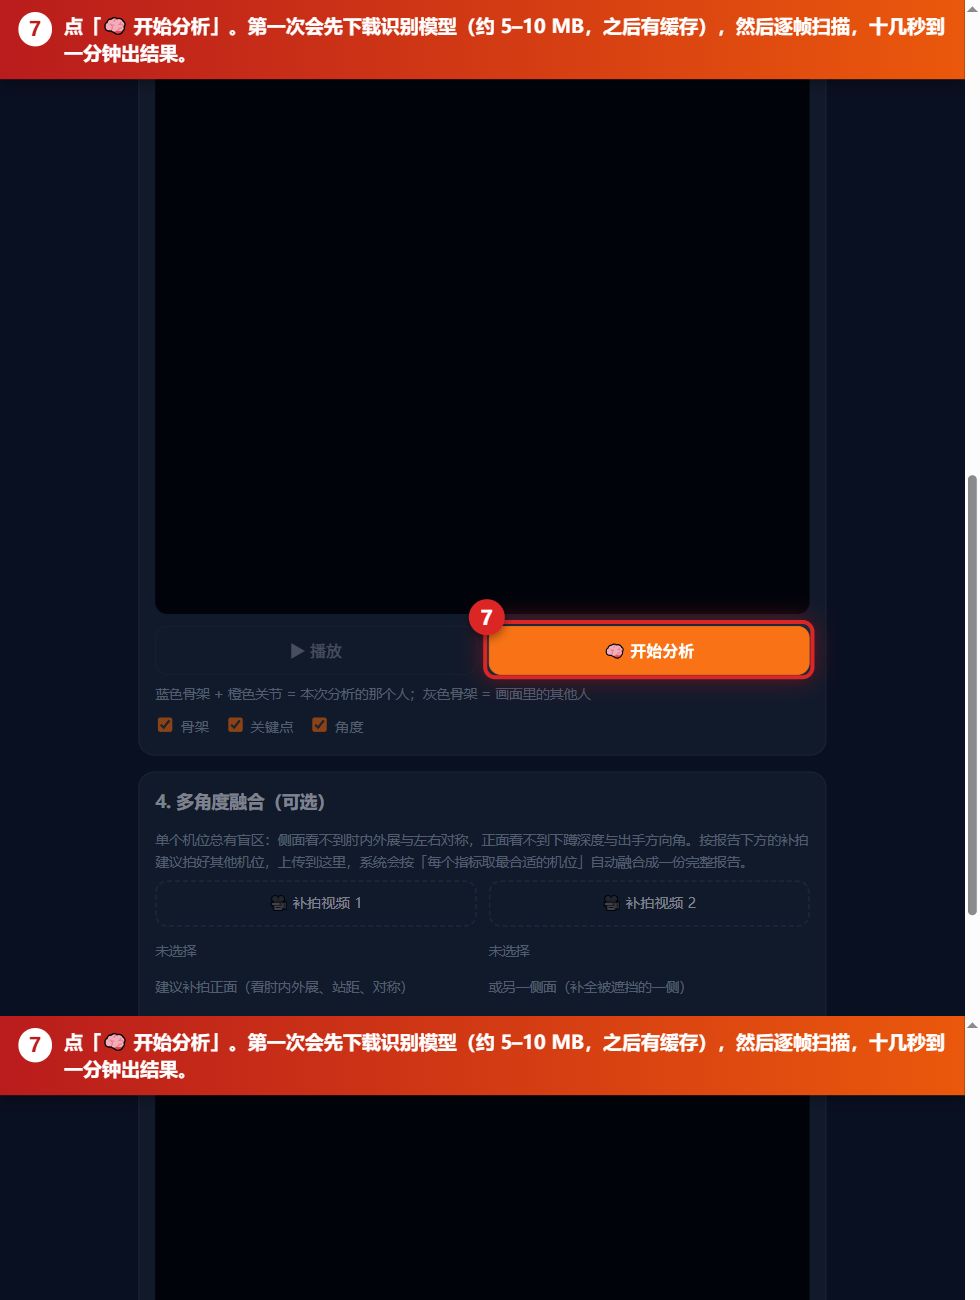 7 点「🧠 开始分析」。第一次会先下载识别模型（约 5–10 MB，之后有缓存），然后逐帧扫描，十几秒到
一分钟出结果。
7
▶ 播放
🧠 开始分析
蓝色骨架 + 橙色关节 = 本次分析的那个人；灰色骨架 = 画面里的其他人
骨架 关键点 角度
4. 多角度融合（可选）
单个机位总有盲区：侧面看不到肘内外展与左右对称，正面看不到下蹲深度与出手方向角。按报告下方的补拍
建议拍好其他机位，上传到这里，系统会按「每个指标取最合适的机位」自动融合成一份完整报告。
🎥 补拍视频 1
🎥 补拍视频 2
未选择
未选择
建议补拍正面（看肘内外展、站距、对称）
或另一侧面（补全被遮挡的一侧）
7 点「🧠 开始分析」。第一次会先下载识别模型（约 5–10 MB，之后有缓存），然后逐帧扫描，十几秒到
一分钟出结果。